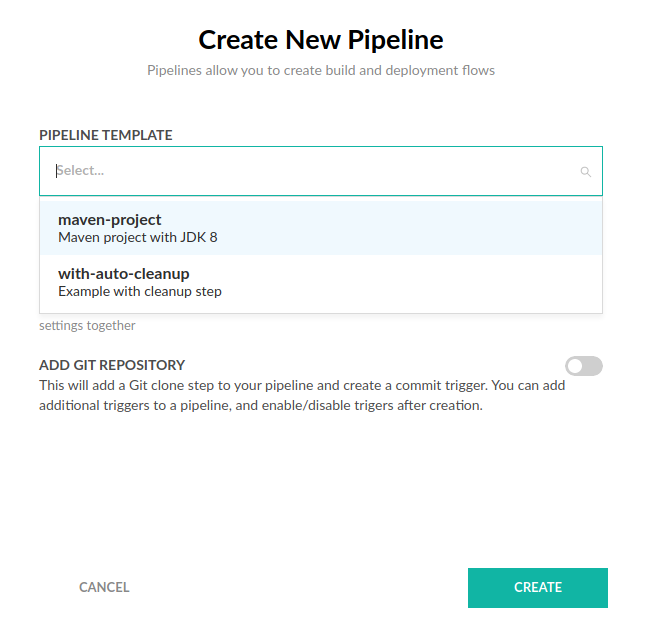 Create New Pipeline
Pipelines allow you to create build and deployment flows
PIPELINE TEMPLATE
Select...
maven-project
Maven project with JDK 8
with-auto-cleanup
Example with cleanup step
settings together
ADD GIT REPOSITORY
This will add a Git clone step to your pipeline and create a commit trigger. You can add
additional triggers to a pipeline, and enable/disable trigers after creation.
CANCEL
CREATE